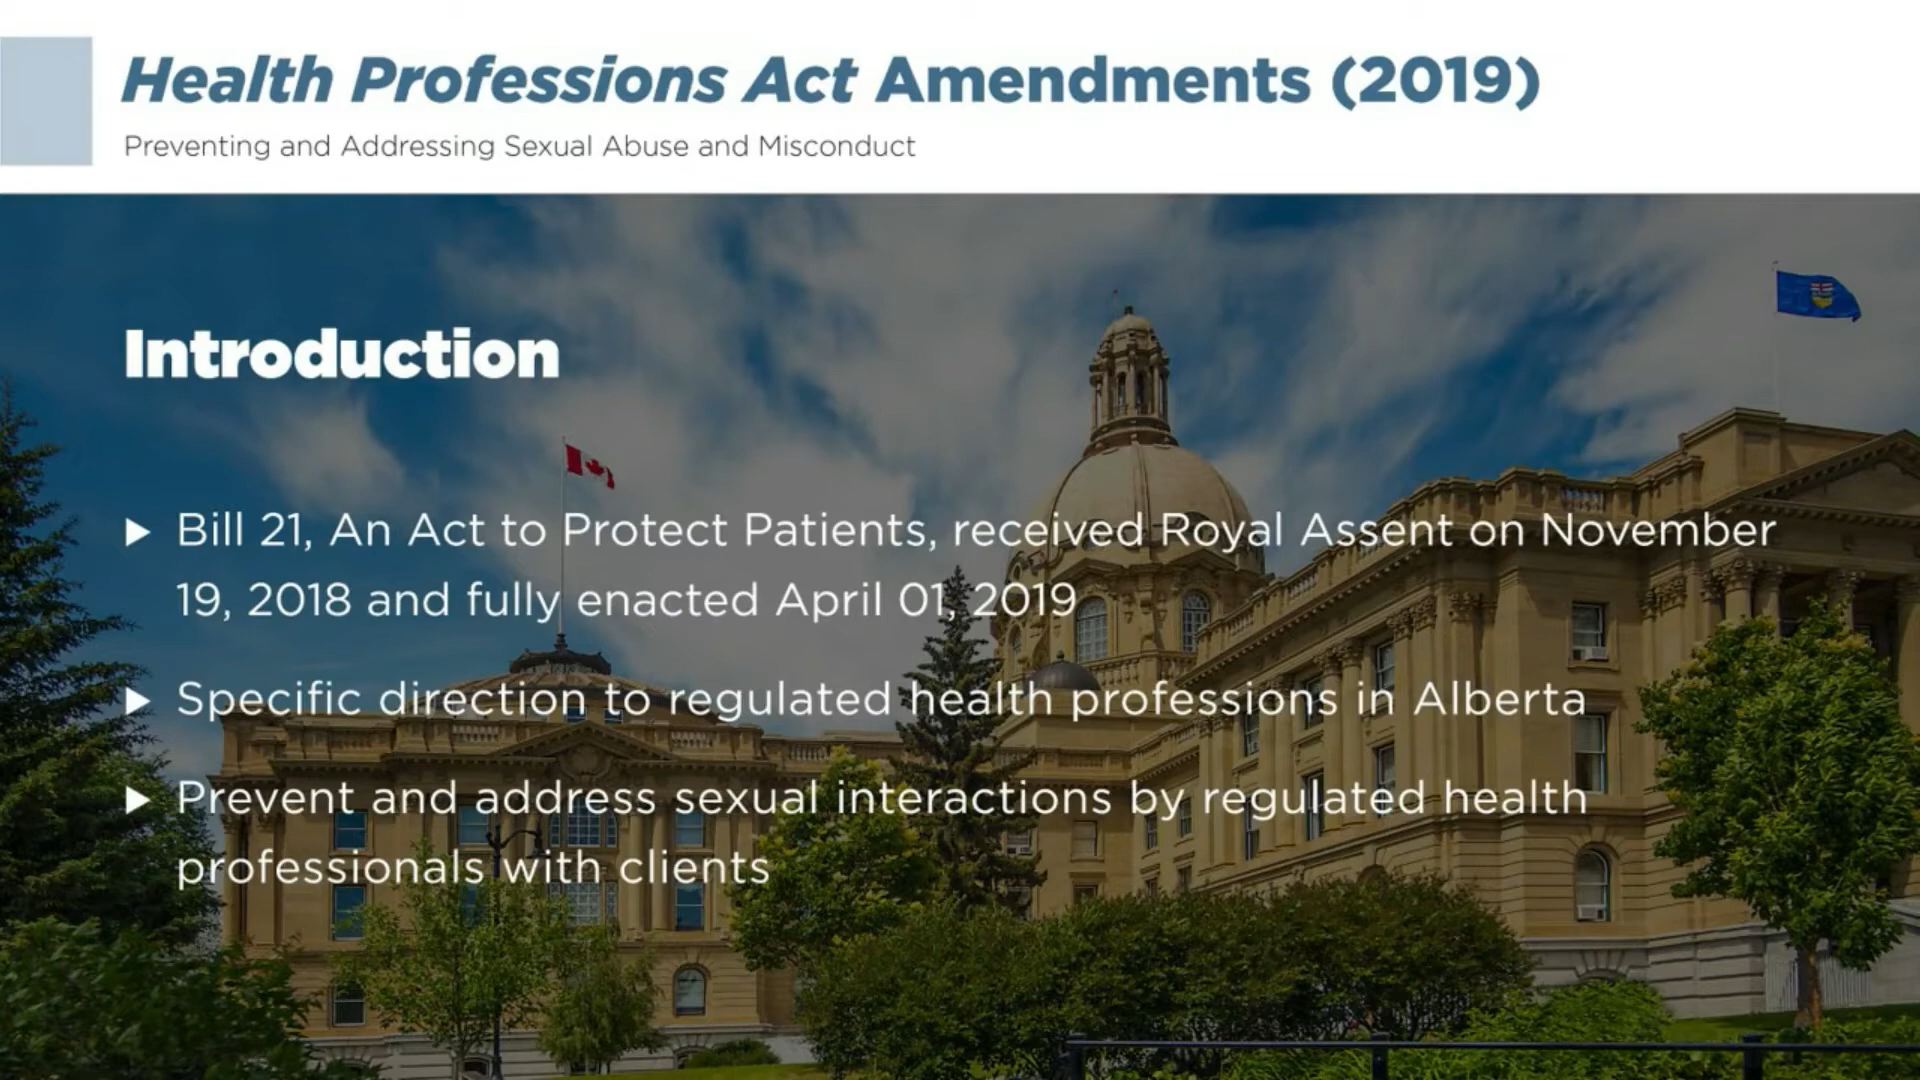 Health Professions Act Amendments (2019)
Preventing and Addressing Sexual Abuse and Misconduct
Introduction
Bill 21, An Act to Protect Patients, received Royal Assent on November
19, 2018 and fully enacted April 01, 2019
Specific direction to regulated health professions in Alberta
Prevent and address sexual interactions by regulated health
professionals with clients